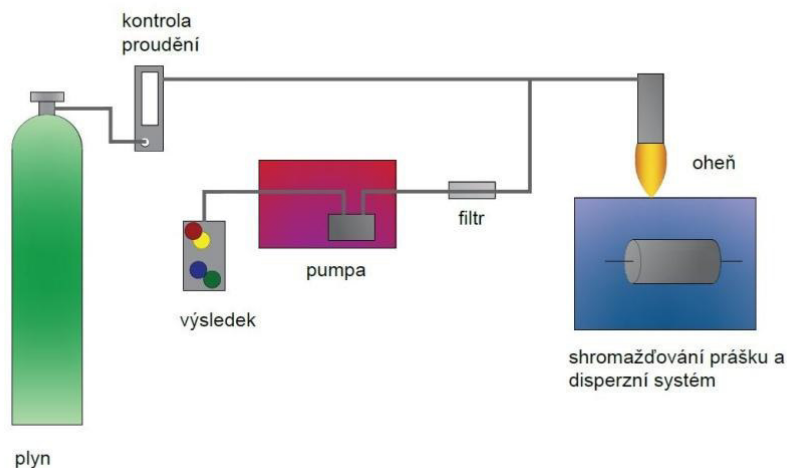 kontrola
proudění
oheň
filtr
pumpa
výsledek
shromažďování prášku a
disperzní systém
plyn